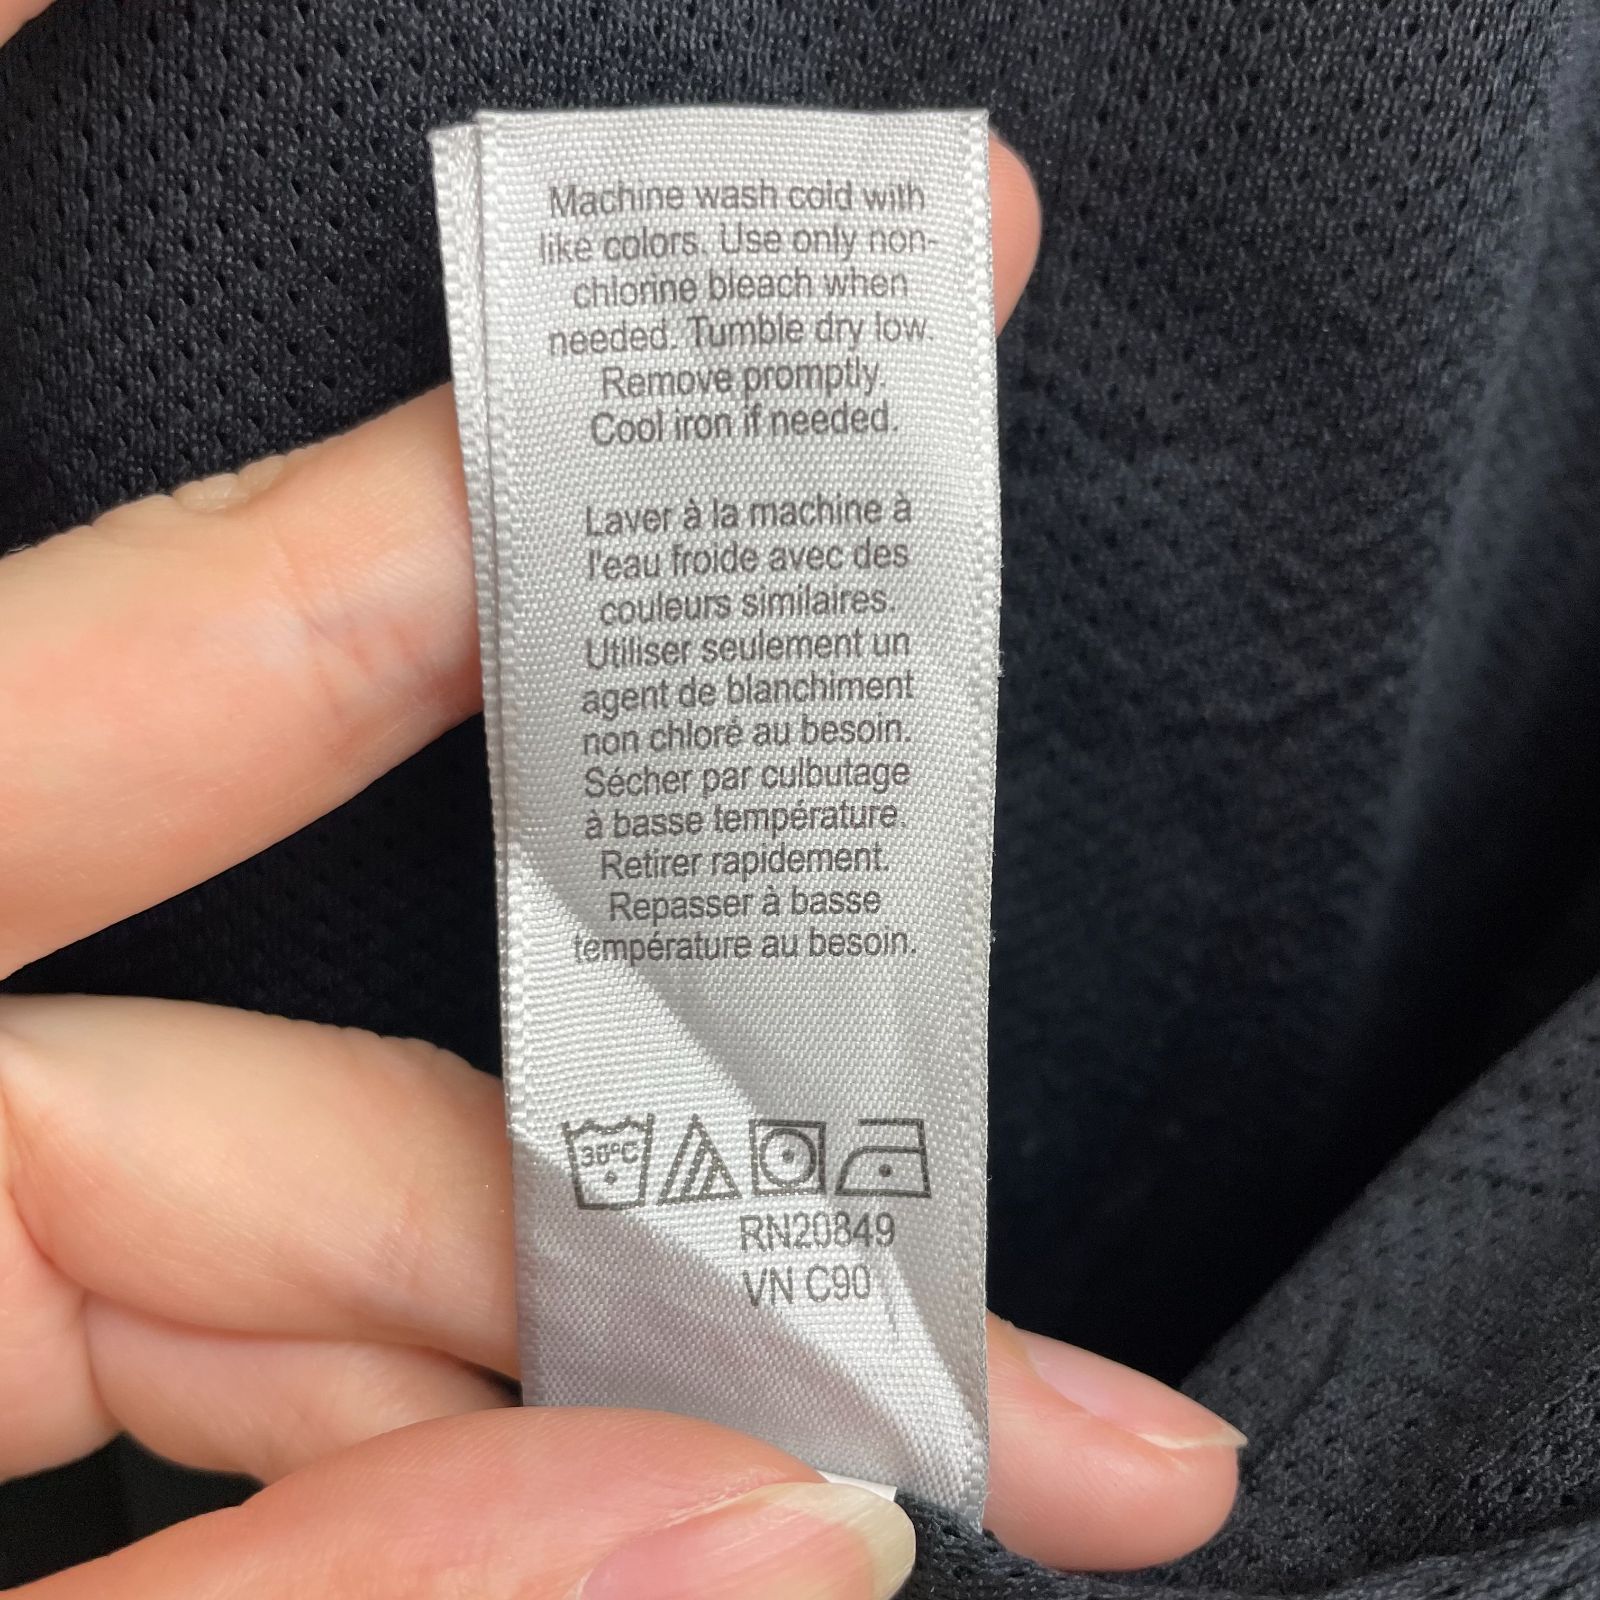 Machine wash cold with
like colors. Use only non-
chlorine bleach when
needed. Tumble dry low.
Remove promptly.
Cool iron if needed.
Laver à la machine à
l'eau froide avec des
couleurs similaires.
Utiliser seulement un
agent de blanchiment
non chloré au besoin.
Sécher par culbutage
à basse température.
Retirer rapidement.
Repasser à basse
température au besoin.
30ºC
RN20849
VN C90